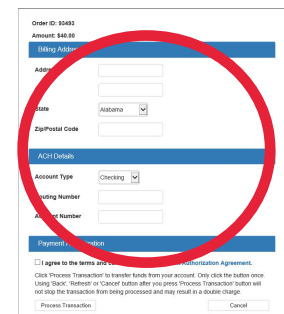 Order ID: 93493
Amount: $40.00
Billing Addre
Addre
State
Alabama
Zip/Postal Code
ACH Details
Account Type
Checking
outing Number
A nt Number
Payment A tion
I agree to the terms and c Authorization Agreement.
Click 'Process Transaction' to transfer funds from your account. Only click the button once.
Using 'Back', 'Refresh' or 'Cancel' button after you press 'Process Transaction' button will
not stop the transaction from being processed and may result in a double charge.
Process Transaction
Cancel